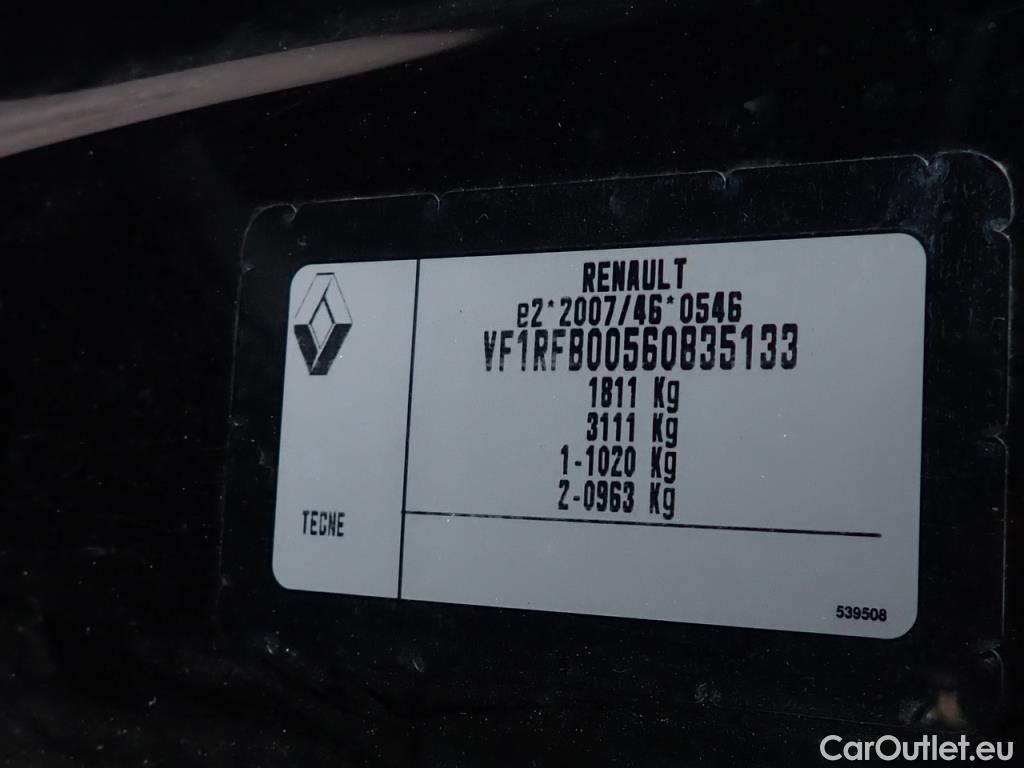 RENAULT
e2*2007/46*0546
VF1RFB00560835133
1811 Kg
3111 Kg
1-1020 Kg
2-0963 Kg
TECNE
539508
CarOutlet.eu